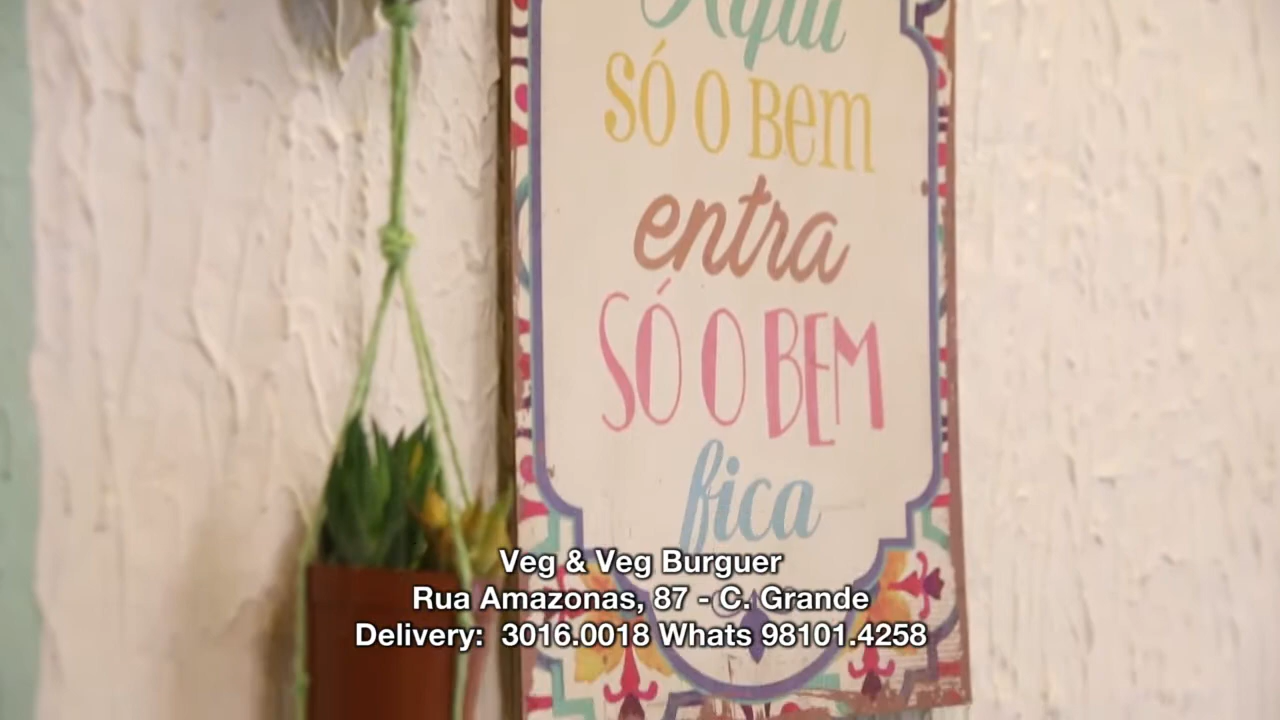 Aqui
SÓ O BEM
entra
SÓ O BEM
fica
Veg & Veg Burguer
Rua Amazonas, 87 - C. Grande
Delivery: 3016.0018 Whats 98101.4258